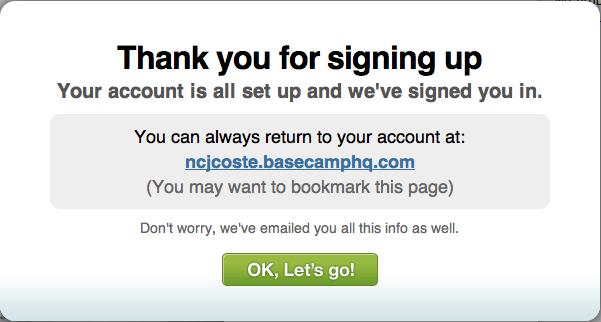 Thank you for signing up
Your account is all set up and we've signed you in.
You can always return to your account at:
ncjcoste.basecamphq.com
(You may want to bookmark this page)
Don't worry, we've emailed you all this info as well.
OK, Let's go!